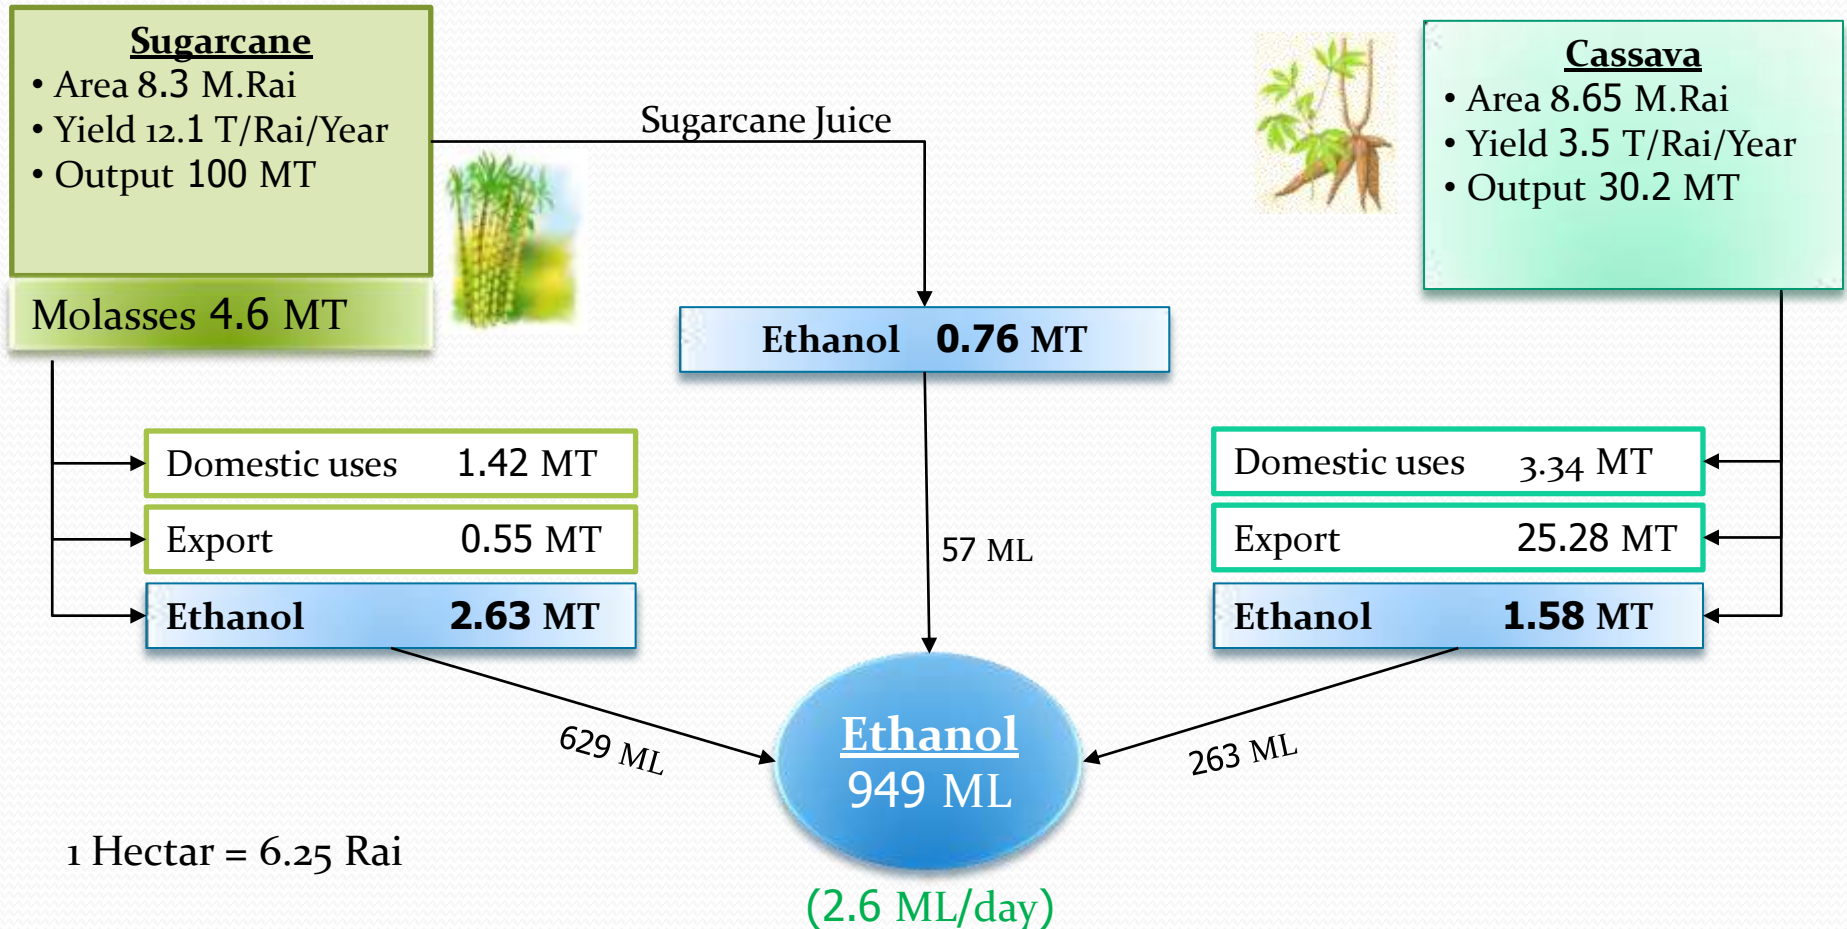 Sugarcane
• Area 8.3 M.Rai
• Yield 12.1 T/Rai/Year
• Output 100 MT
Molasses 4.6 MT
Sugarcane Juice
Cassava
• Area 8.65 M.Rai
• Yield 3.5 T/Rai/Year
• Output 30.2 MT
Ethanol 0.76 MT
Domestic uses 1.42 MT
Export 0.55 MT
Ethanol 2.63 MT
57 ML
Domestic uses 3.34 MT
Export 25.28 MT
Ethanol 1.58 MT
629 ML
263 ML
Ethanol
949 ML
(2.6 ML/day)
1 Hectar = 6.25 Rai